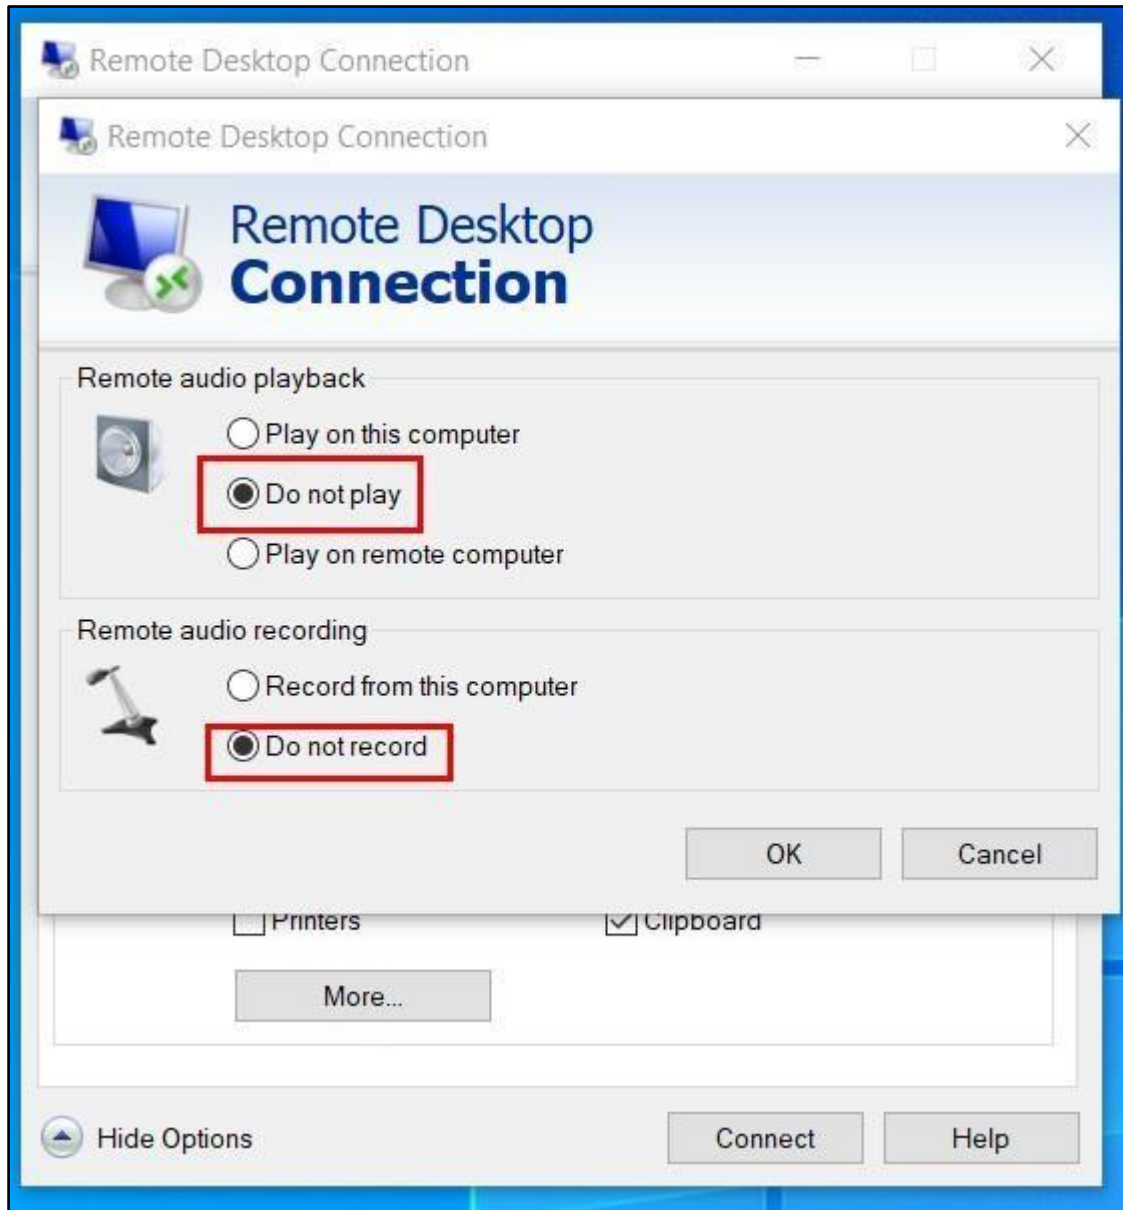 Remote Desktop Connection
Remote Desktop Connection
Remote Desktop
Connection
Remote audio playback
Play on this computer
Do not play
Play on remote computer
Remote audio recording
Record from this computer
Do not record
OK Cancel
Printers Clipboard
More...
Hide Options Connect Help